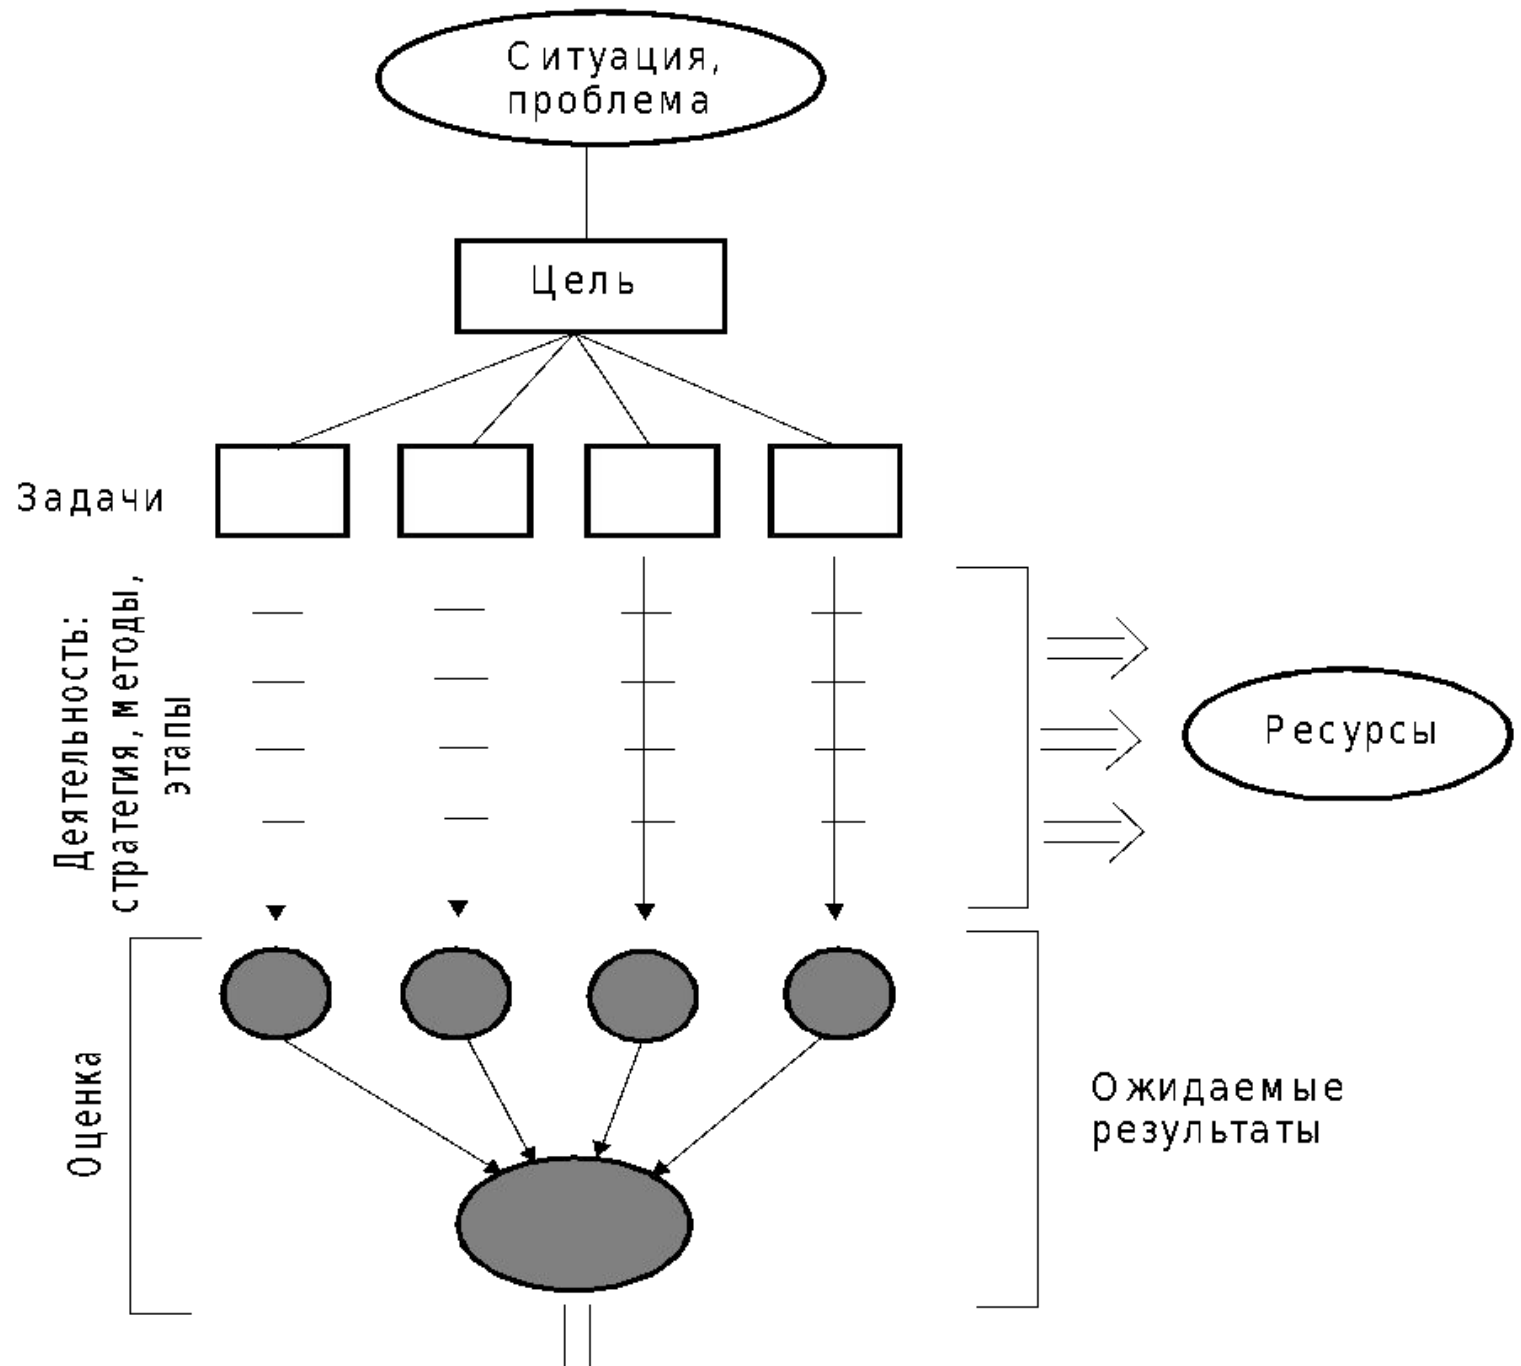 Ситуация,
проблема
Цель
Задачи
Деятельность:
стратегия, методы,
этапы
Ресурсы
Оценка
Ожидаемые
результаты